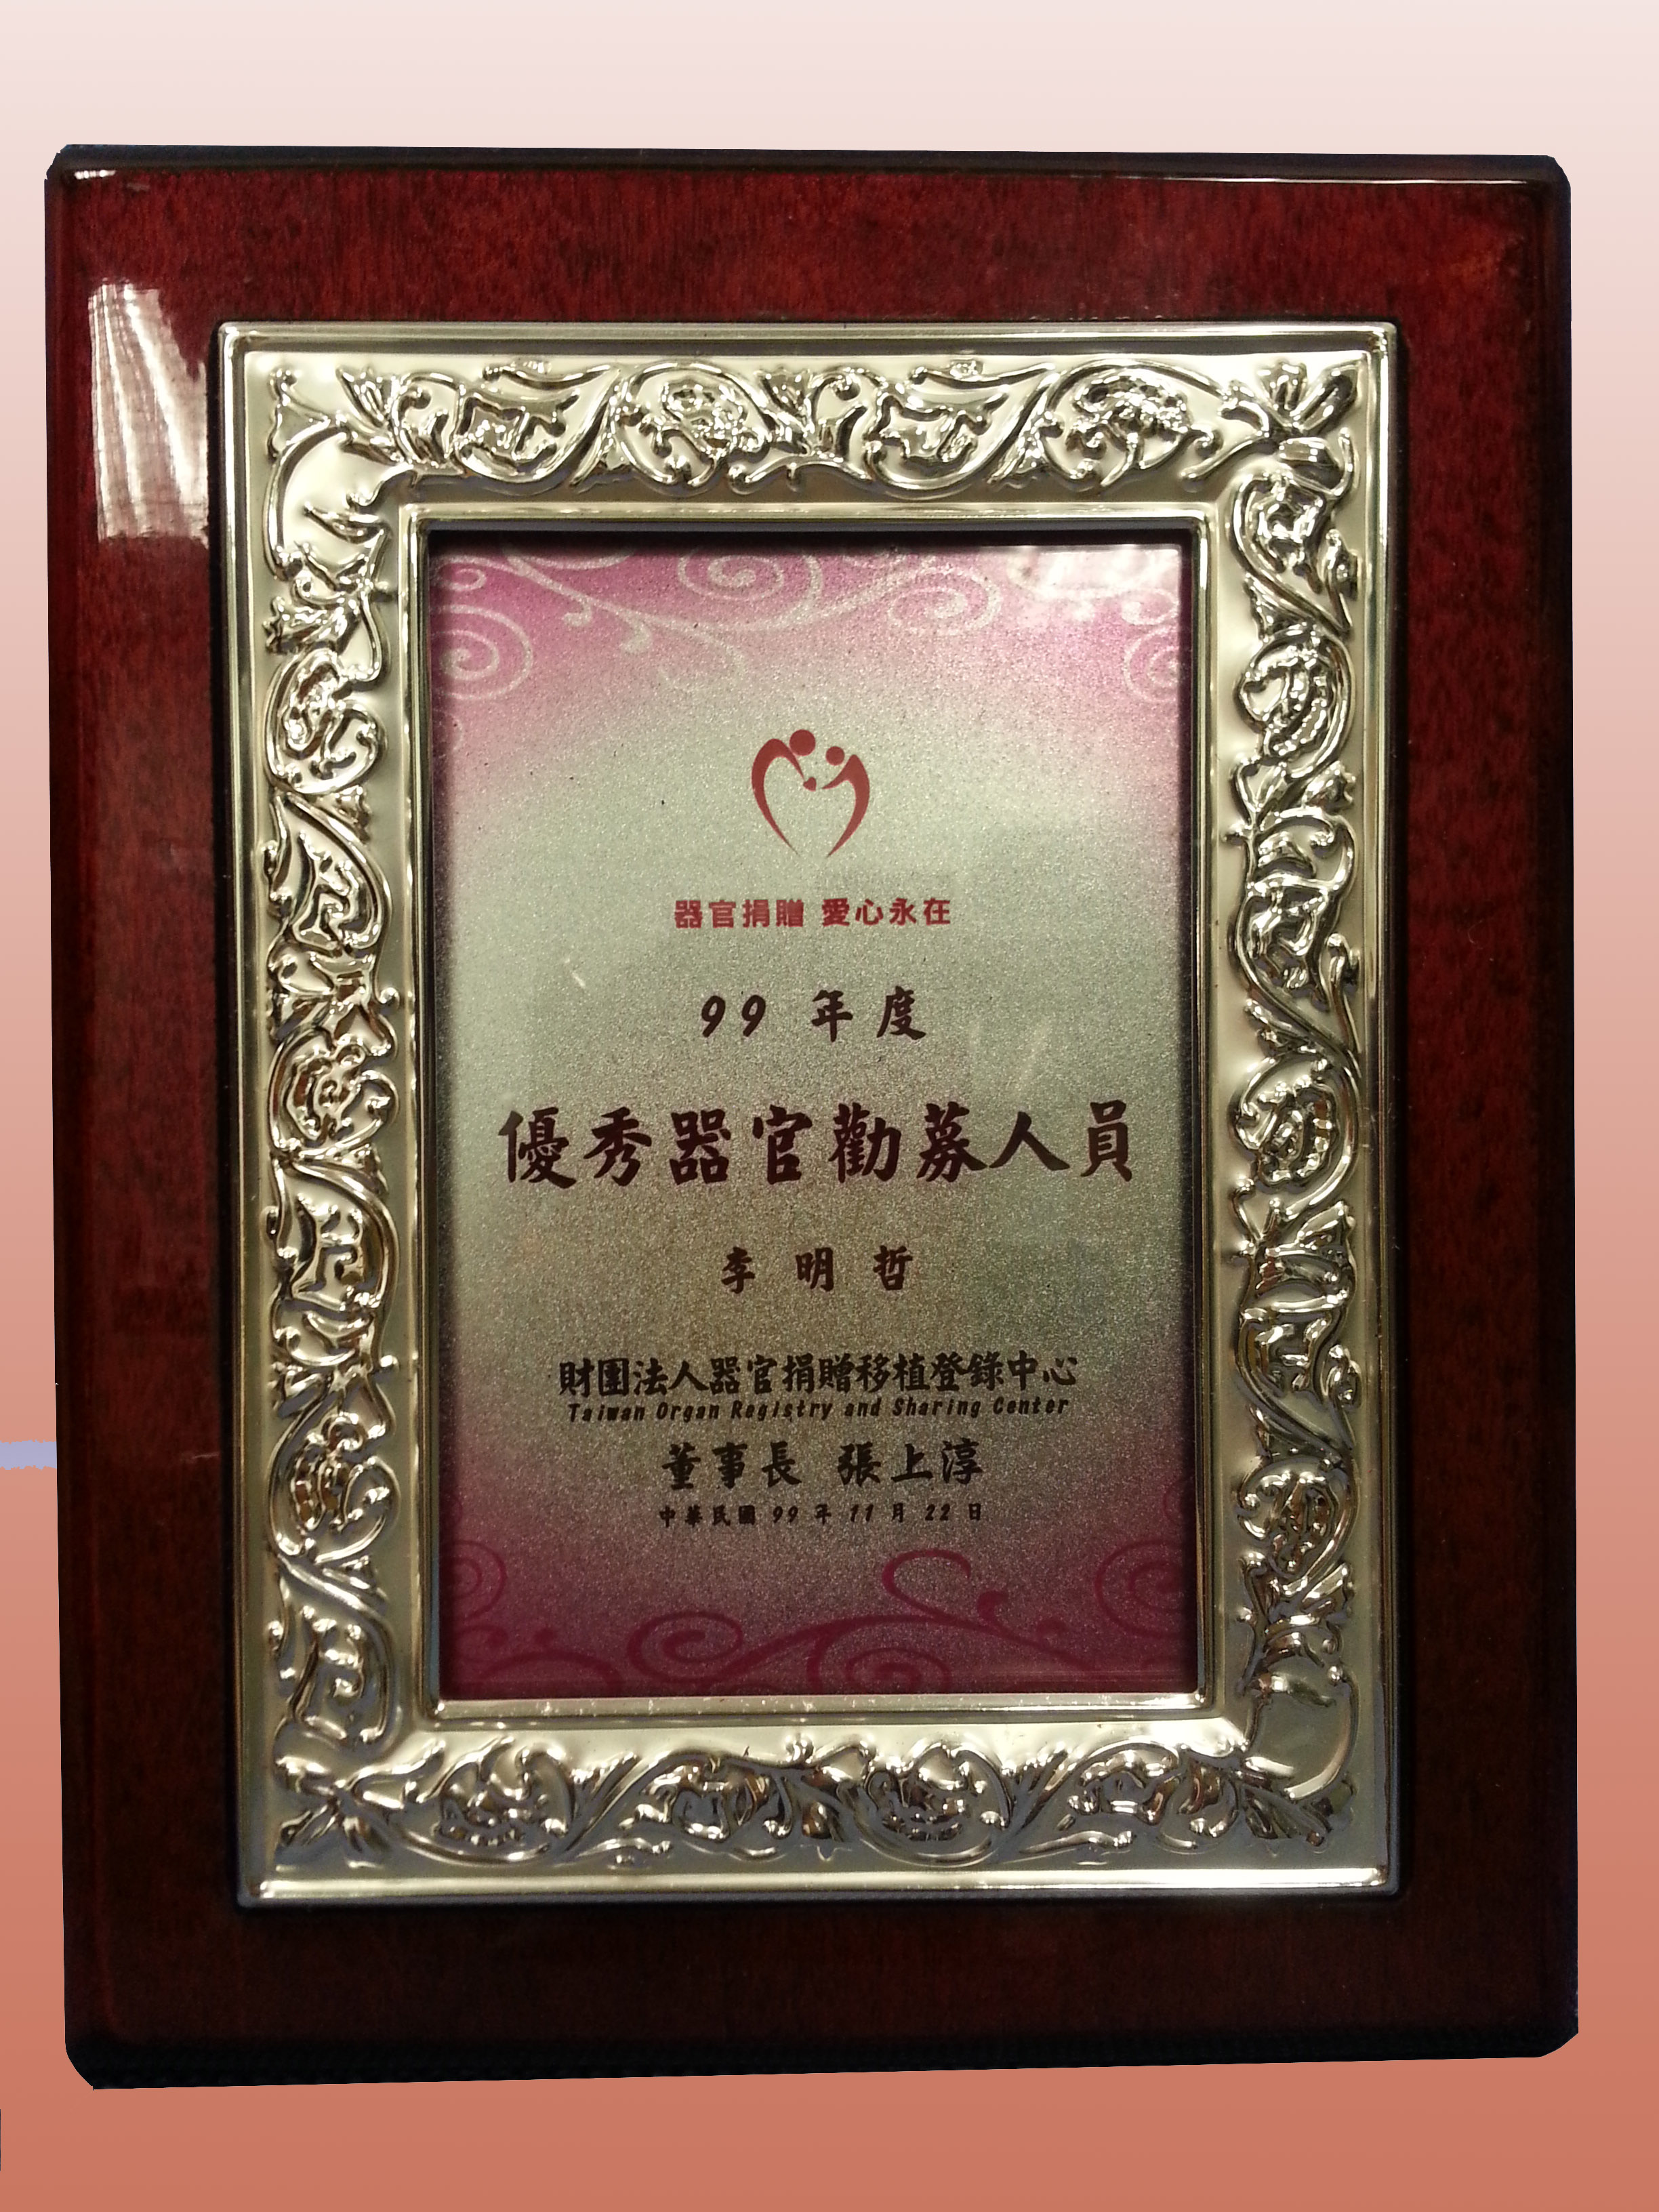 器官捐贈 愛心永在
99 年度
優秀器官勸募人員
李明哲
財團法人器官捐贈移植登錄中心
Taiwan Organ Registry and Sharing Center
董事長 張上淳
中華民國 99 年 11 月 22 日